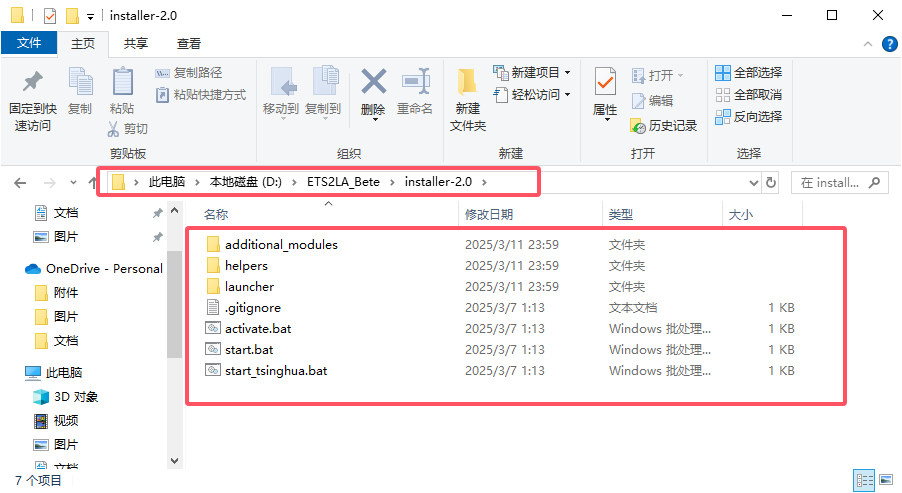 installer-2.0
文件 主页 共享 查看
固定到快速访问
复制
粘贴
复制路径
粘贴快捷方式
剪切
剪贴板
移动到
复制到
删除
重命名
组织
新建文件夹
新建项目
轻松访问
新建
属性
打开
编辑
历史记录
打开
全部选择
全部取消
反向选择
选择
此电脑 本地磁盘 (D:) ETS2LA_Bete installer-2.0
在 install...
名称 修改日期 类型 大小
文档
图片
OneDrive - Personal
附件
图片
文档
此电脑
3D 对象
视频
图片
文档
additional_modules 2025/3/11 23:59 文件夹
helpers 2025/3/11 23:59 文件夹
launcher 2025/3/11 23:59 文件夹
.gitignore 2025/3/7 1:13 文本文档 1 KB
activate.bat 2025/3/7 1:13 Windows 批处理... 1 KB
start.bat 2025/3/7 1:13 Windows 批处理... 1 KB
start_tsinghua.bat 2025/3/7 1:13 Windows 批处理... 1 KB
7 个项目